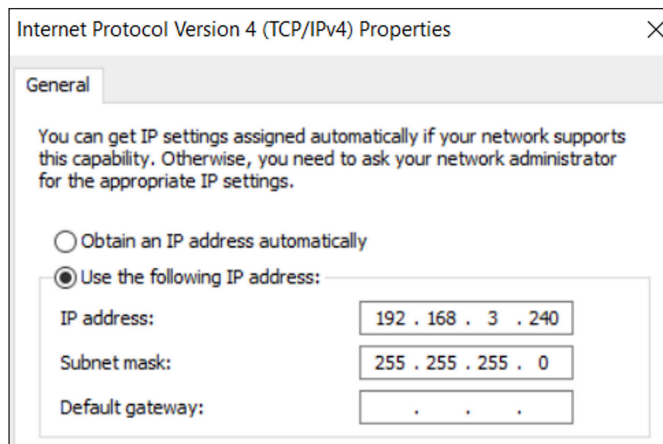 Internet Protocol Version 4 (TCP/IPv4) Properties
General
You can get IP settings assigned automatically if your network supports
this capability. Otherwise, you need to ask your network administrator
for the appropriate IP settings.
Obtain an IP address automatically
Use the following IP address:
IP address: 192 . 168 . 3 . 240
Subnet mask: 255 . 255 . 255 . 0
Default gateway: . . .